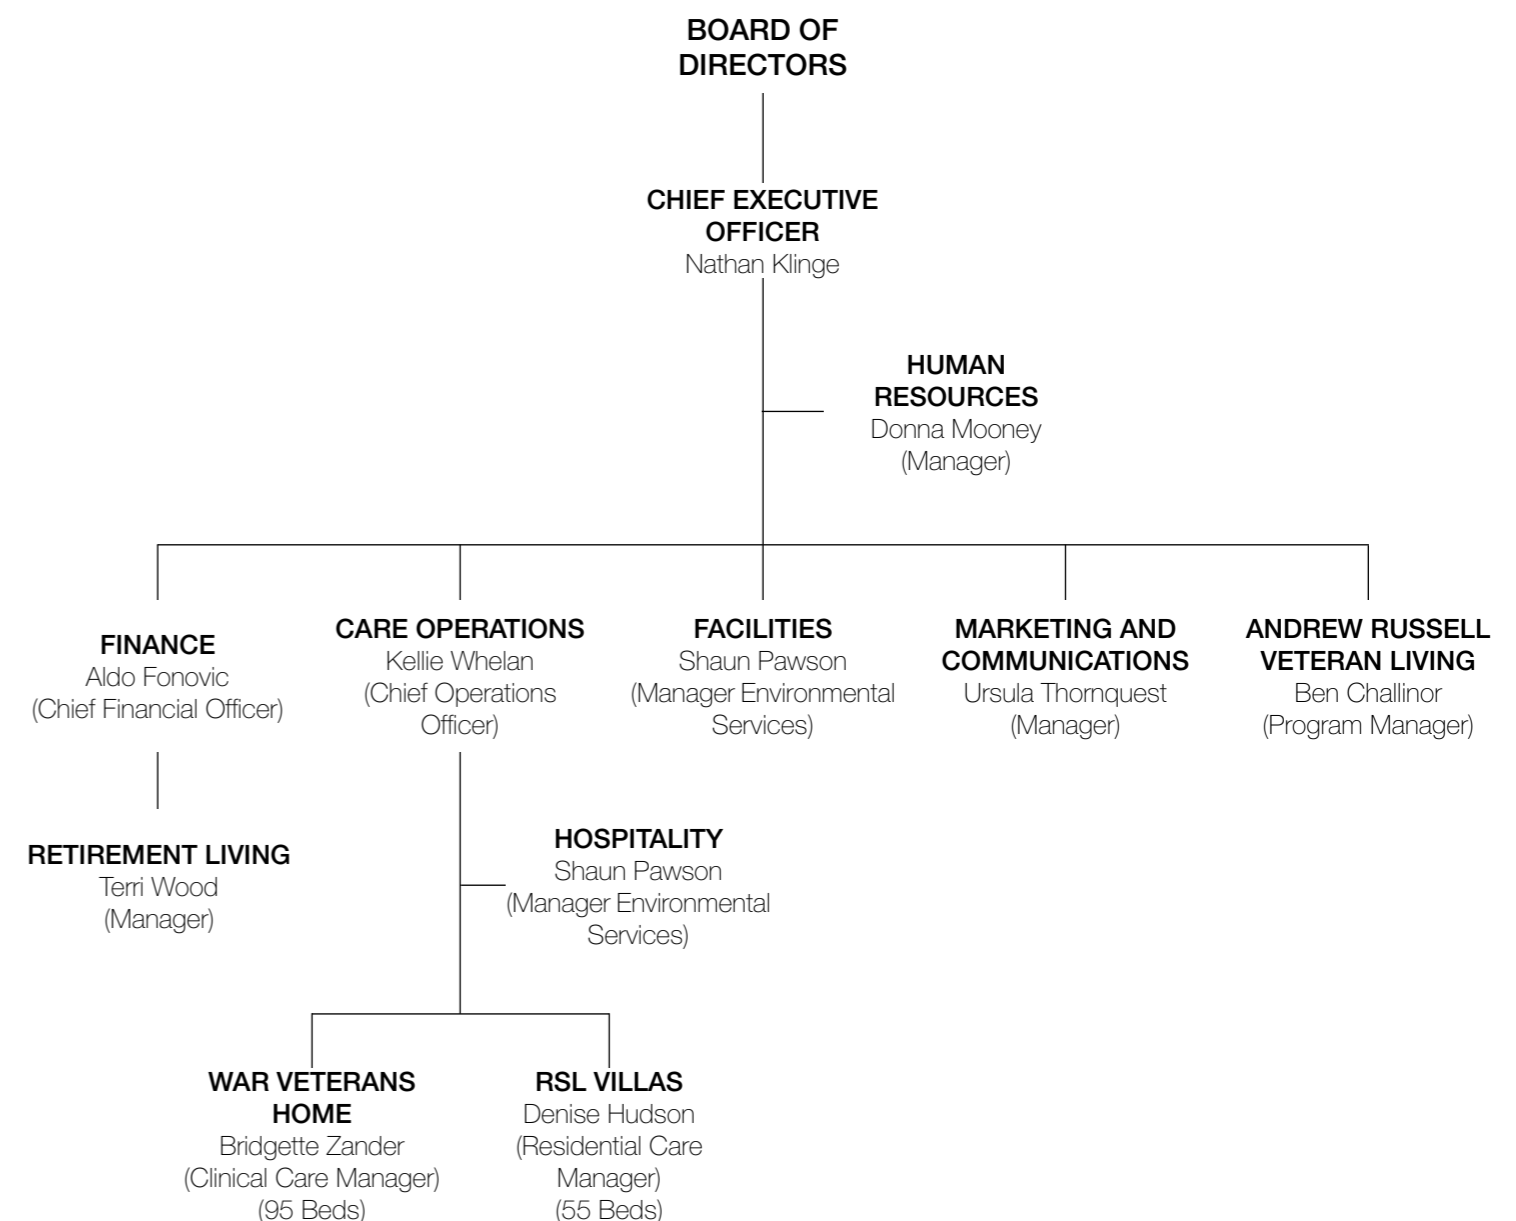 BOARD OF
DIRECTORS
CHIEF EXECUTIVE
OFFICER
Nathan Klinge
HUMAN
RESOURCES
Donna Mooney
(Manager)
FINANCE
Aldo Fonovic
(Chief Financial Officer)
CARE OPERATIONS
Kellie Whelan
(Chief Operations
Officer)
FACILITIES
Shaun Pawson
(Manager Environmental
Services)
MARKETING AND
COMMUNICATIONS
Ursula Thornquest
(Manager)
ANDREW RUSSELL
VETERAN LIVING
Ben Challinor
(Program Manager)
RETIREMENT LIVING
Terri Wood
(Manager)
HOSPITALITY
Shaun Pawson
(Manager Environmental
Services)
WAR VETERANS
HOME
Bridgette Zander
(Clinical Care Manager)
(95 Beds)
RSL VILLAS
Denise Hudson
(Residential Care
Manager)
(55 Beds)